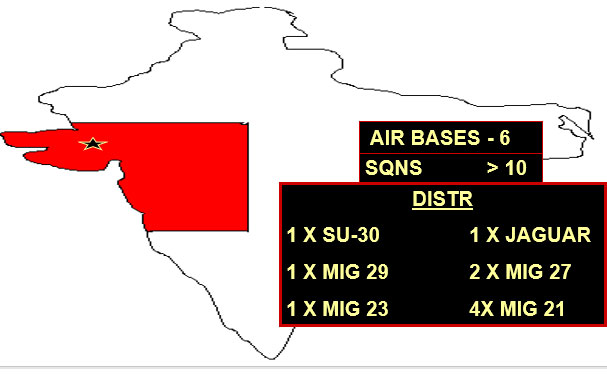 AIR BASES - 6
SQNS > 10
DISTR
1 X SU-30 1 X JAGUAR
1 X MIG 29 2 X MIG 27
1 X MIG 23 4X MIG 21